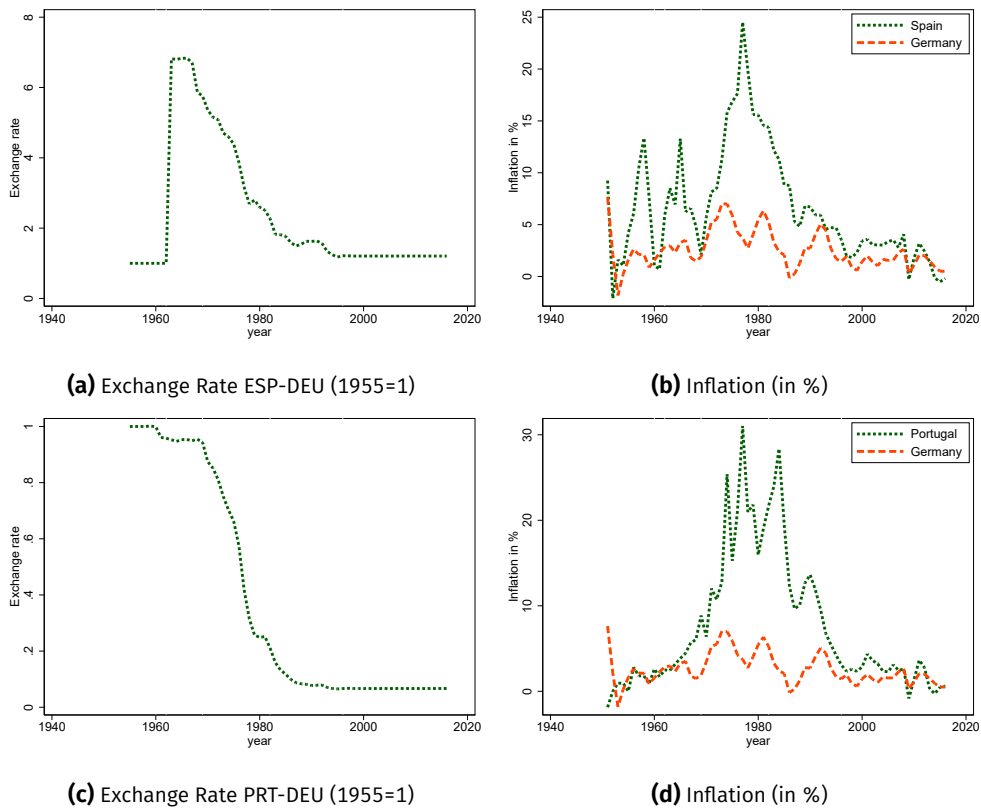 8
6
4
2
0
Exchange rate
1940
1960
1980
2000
2020
year
(a) Exchange Rate ESP-DEU (1955=1)
25
20
15
10
5
0
Inflation in %
Spain
Germany
1940
1960
1980
2000
2020
year
(b) Inflation (in %)
1
.8
.6
.4
.2
0
Exchange rate
1940
1960
1980
2000
2020
year
(c) Exchange Rate PRT-DEU (1955=1)
30
20
10
0
Inflation in %
Portugal
Germany
1940
1960
1980
2000
2020
year
(d) Inflation (in %)